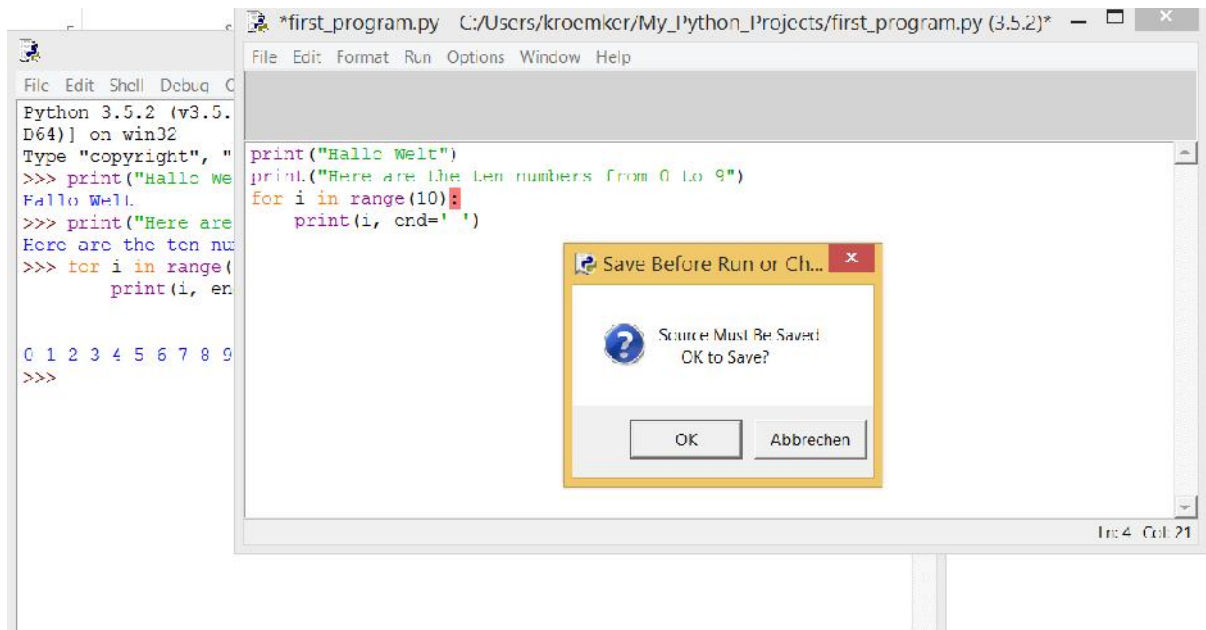 *first_program.py C:/Users/kroemker/My_Python_Projects/first_program.py (3.5.2)*
File Edit Format Run Options Window Help
print("Hallo Welt")
print("Here are the ten numbers from 0 to 9")
for i in range(10):
    print(i, end=' ')
Save Before Run or Ch...
Source Must Be Saved
OK to Save?
OK Abbrechen
Ln: 4 Col: 21
File Edit Shell Debug
Python 3.5.2 (v3.5.
D64)] on win32
Type "copyright", "
>>> print("Hallo We
Hallo Welt
>>> print("Here are
Here are the ten nu
>>> for i in range(
        print(i, en
0 1 2 3 4 5 6 7 8 9
>>>